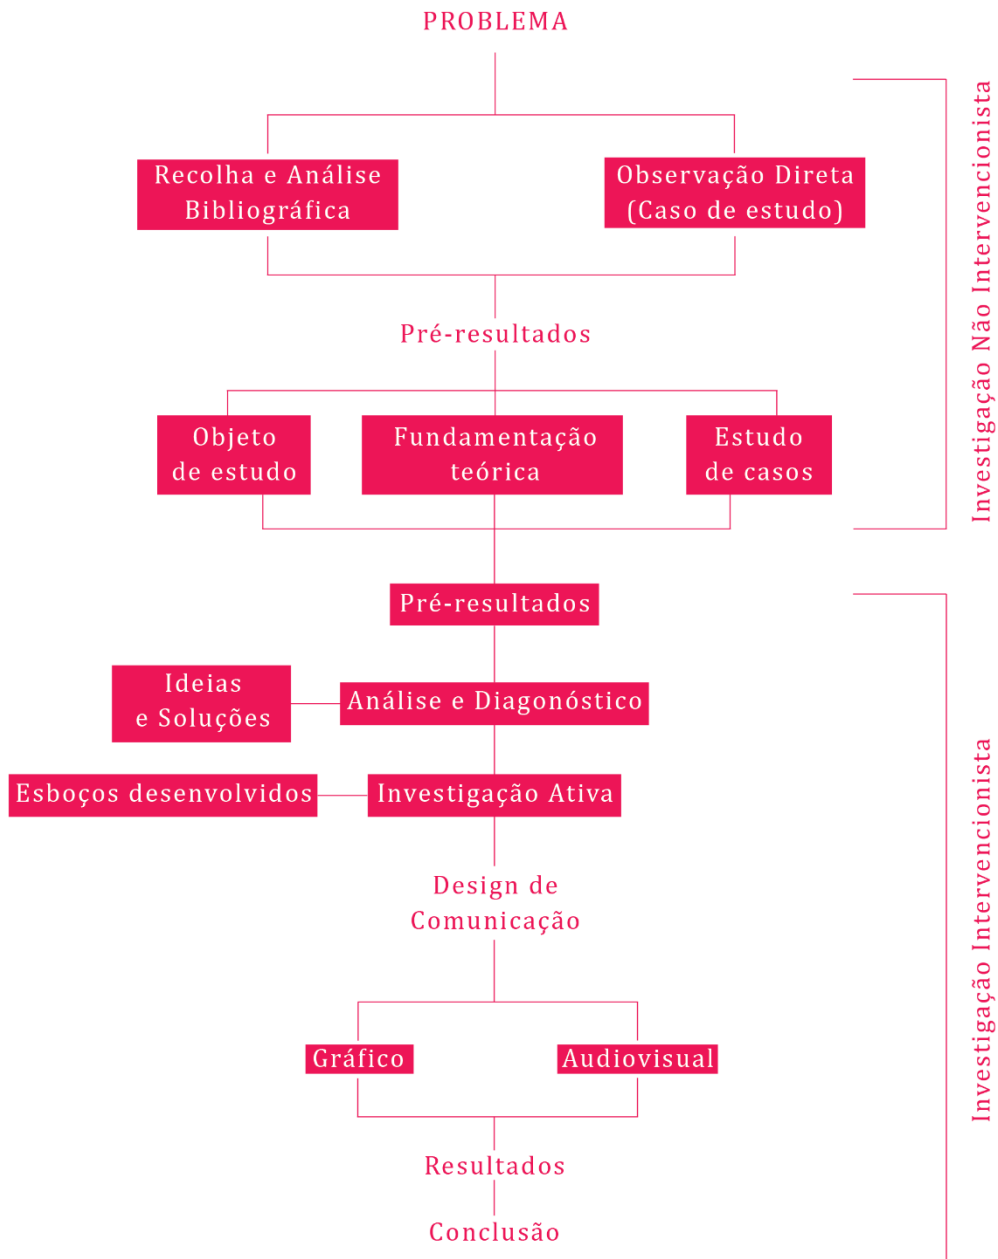 PROBLEMA
Recolha e Análise
Bibliográfica
Observação Direta
(Caso de estudo)
Pré-resultados
Objeto
de estudo
Fundamentação
teórica
Estudo
de casos
Investigação Não Intervencionista
Pré-resultados
Ideias
e Soluções
Análise e Diagonóstico
Esboços desenvolvidos
Investigação Ativa
Design de
Comunicação
Gráfico
Audiovisual
Resultados
Conclusão
Investigação Intervencionista